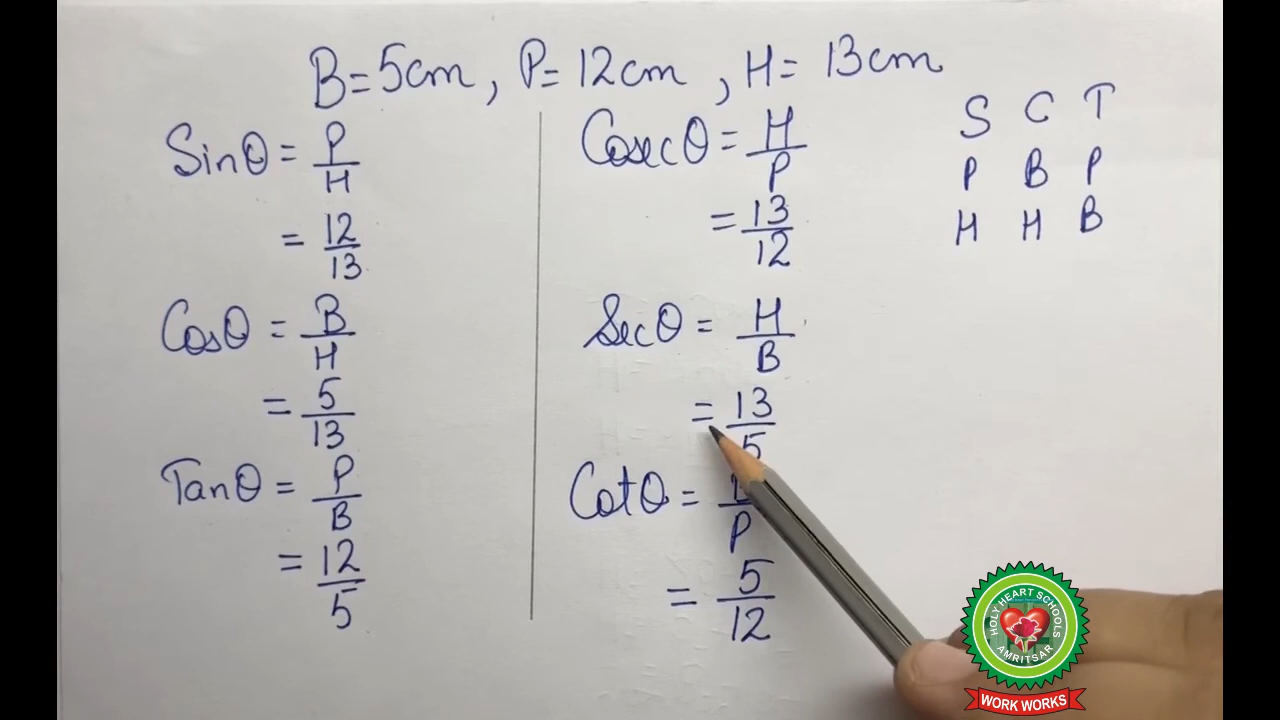 B = 5cm, P = 12cm, H = 13cm
Sinθ = P/H
= 12/13
Cosθ = B/H
= 5/13
Tanθ = P/B
= 12/5
Cosecθ = H/P
= 13/12
Secθ = H/B
= 13/5
Cotθ = /P
= 5/12
S C T
P B P
H H B
HOLY HEART SCHOOLS
AMRITSAR
WORK WORKS